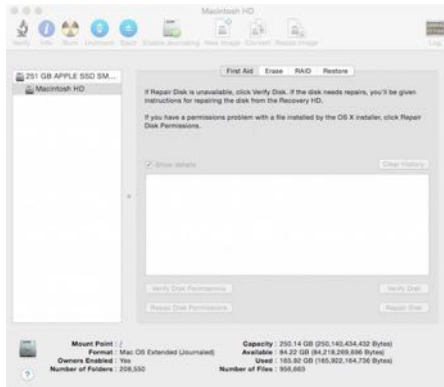 Macintosh HD
Verify Info Burn Unmount Eject Enable Journaling New Image Convert Resize Image Log
251 GB APPLE SSD SM...
Macintosh HD
First Aid Erase RAID Restore
If Repair Disk is unavailable, click Verify Disk. If the disk needs repairs, you'll be given
instructions for repairing the disk from the Recovery HD.
If you have a permissions problem with a file installed by the OS X installer, click Repair
Disk Permissions.
Show details Clear History
Verify Disk Permissions Verify Disk
Repair Disk Permissions Repair Disk
Mount Point : / Capacity : 250.14 GB (250,140,434,432 Bytes)
Format : Mac OS Extended (Journaled) Available : 84.22 GB (84,218,269,696 Bytes)
Owners Enabled : Yes Used : 165.92 GB (165,922,164,736 Bytes)
Number of Folders : 208,550 Number of Files : 956,663
?